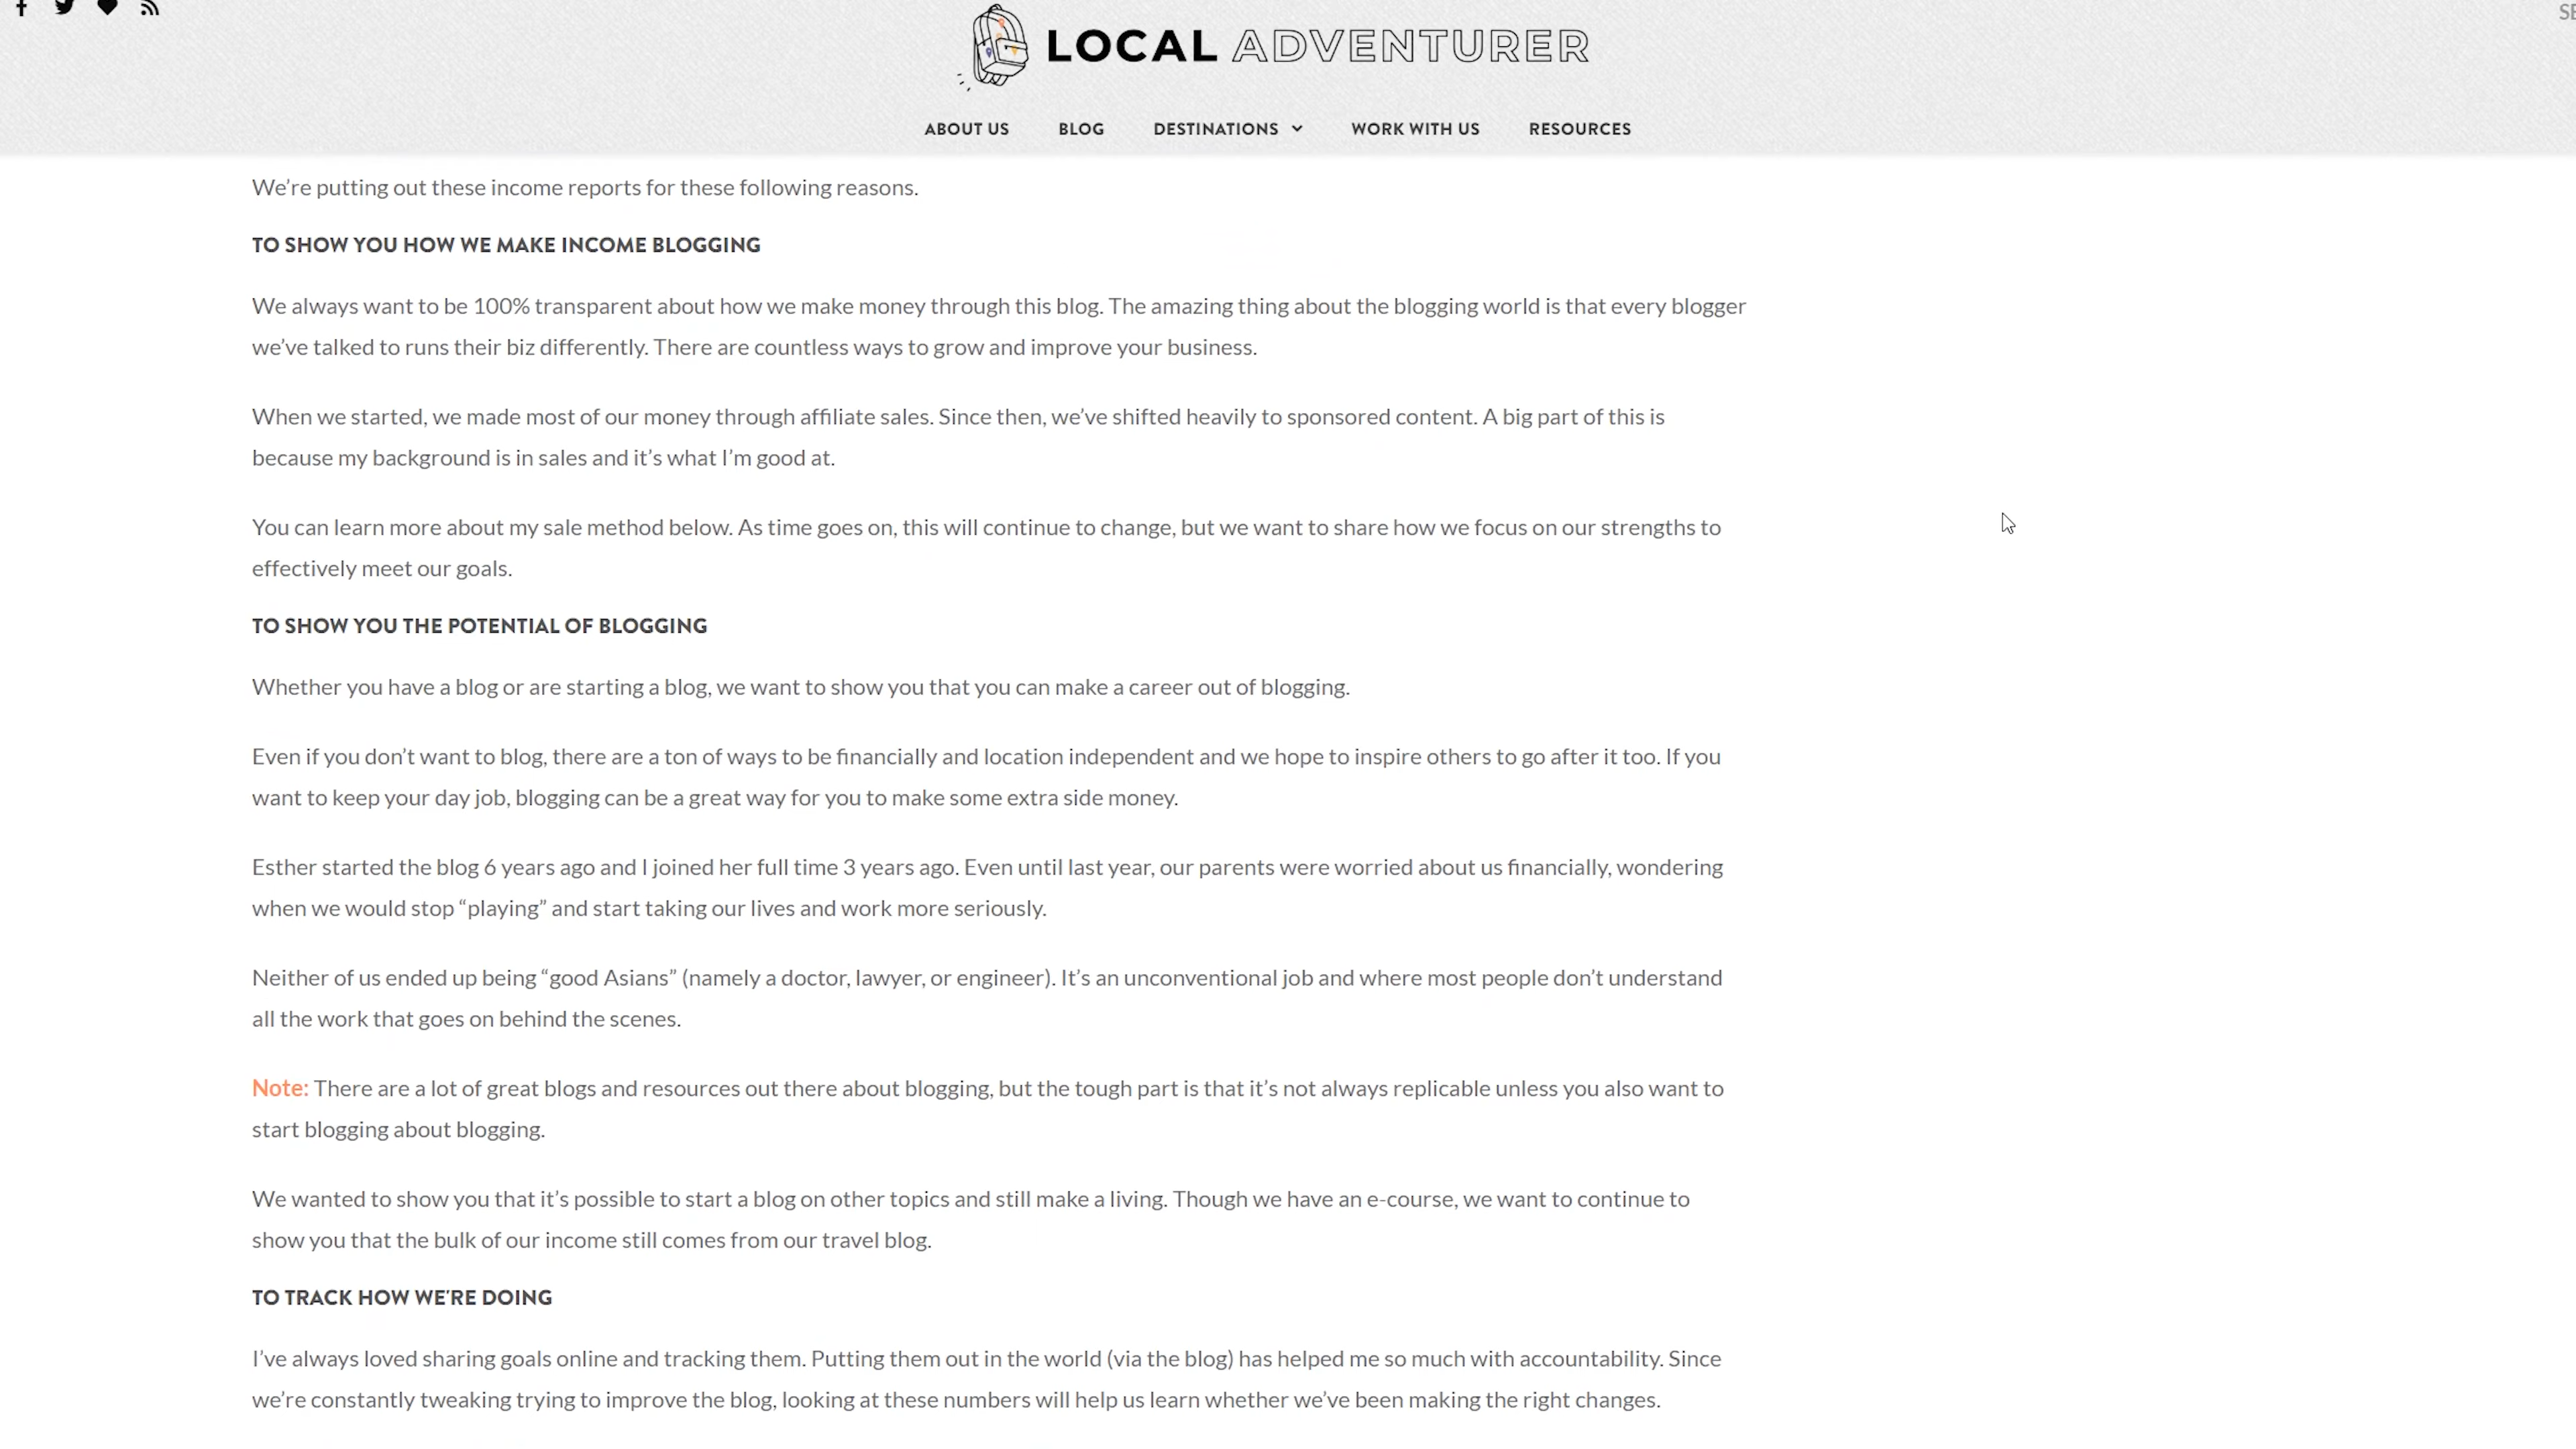 SE
LOCAL ADVENTURER
ABOUT US BLOG DESTINATIONS WORK WITH US RESOURCES
We’re putting out these income reports for these following reasons.
TO SHOW YOU HOW WE MAKE INCOME BLOGGING
We always want to be 100% transparent about how we make money through this blog. The amazing thing about the blogging world is that every blogger
we’ve talked to runs their biz differently. There are countless ways to grow and improve your business.
When we started, we made most of our money through affiliate sales. Since then, we’ve shifted heavily to sponsored content. A big part of this is
because my background is in sales and it’s what I’m good at.
You can learn more about my sale method below. As time goes on, this will continue to change, but we want to share how we focus on our strengths to
effectively meet our goals.
TO SHOW YOU THE POTENTIAL OF BLOGGING
Whether you have a blog or are starting a blog, we want to show you that you can make a career out of blogging.
Even if you don’t want to blog, there are a ton of ways to be financially and location independent and we hope to inspire others to go after it too. If you
want to keep your day job, blogging can be a great way for you to make some extra side money.
Esther started the blog 6 years ago and I joined her full time 3 years ago. Even until last year, our parents were worried about us financially, wondering
when we would stop “playing” and start taking our lives and work more seriously.
Neither of us ended up being “good Asians” (namely a doctor, lawyer, or engineer). It’s an unconventional job and where most people don’t understand
all the work that goes on behind the scenes.
Note: There are a lot of great blogs and resources out there about blogging, but the tough part is that it’s not always replicable unless you also want to
start blogging about blogging.
We wanted to show you that it’s possible to start a blog on other topics and still make a living. Though we have an e-course, we want to continue to
show you that the bulk of our income still comes from our travel blog.
TO TRACK HOW WE’RE DOING
I’ve always loved sharing goals online and tracking them. Putting them out in the world (via the blog) has helped me so much with accountability. Since
we’re constantly tweaking trying to improve the blog, looking at these numbers will help us learn whether we’ve been making the right changes.